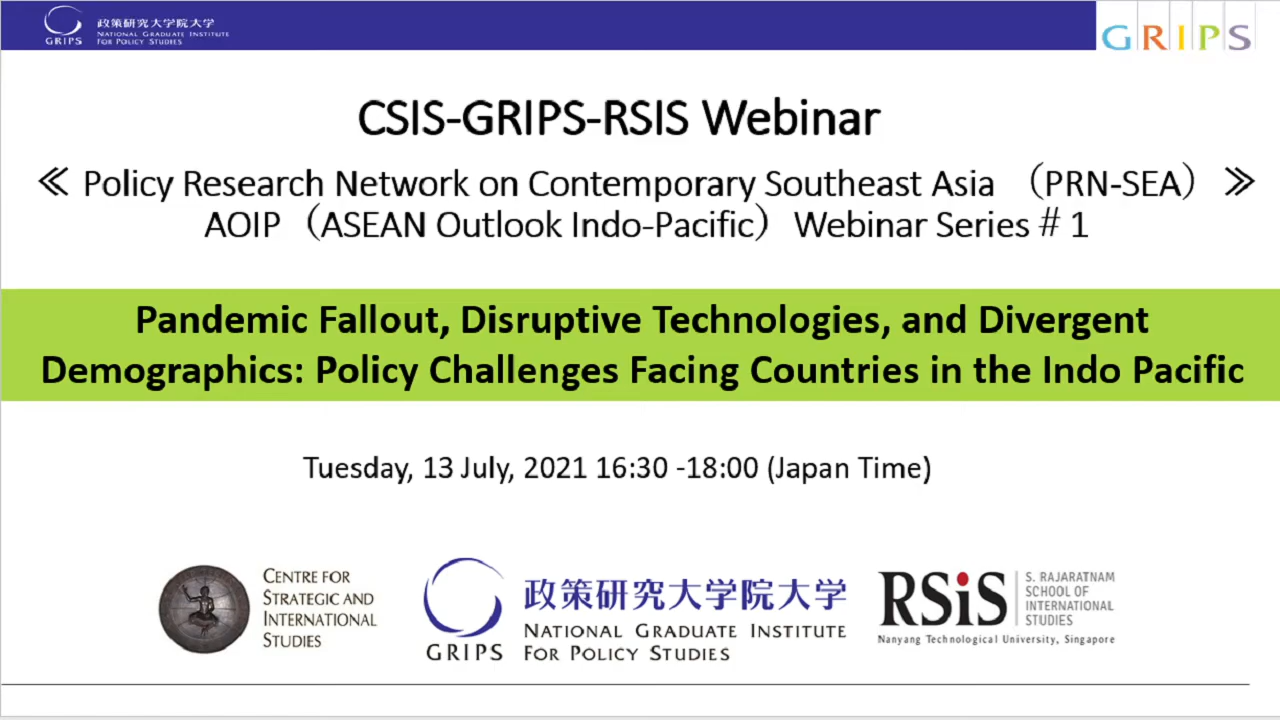 GRIPS
政策研究大学院大学
NATIONAL GRADUATE INSTITUTE
FOR POLICY STUDIES
GRIPS
CSIS-GRIPS-RSIS Webinar
≪ Policy Research Network on Contemporary Southeast Asia （PRN-SEA）≫
AOIP（ASEAN Outlook Indo-Pacific）Webinar Series＃1
Pandemic Fallout, Disruptive Technologies, and Divergent
Demographics: Policy Challenges Facing Countries in the Indo Pacific
Tuesday, 13 July, 2021 16:30 -18:00 (Japan Time)
CENTRE FOR
STRATEGIC AND
INTERNATIONAL
STUDIES
GRIPS
政策研究大学院大学
NATIONAL GRADUATE INSTITUTE
FOR POLICY STUDIES
RSiS
S. RAJARATNAM
SCHOOL OF
INTERNATIONAL
STUDIES
Nanyang Technological University, Singapore